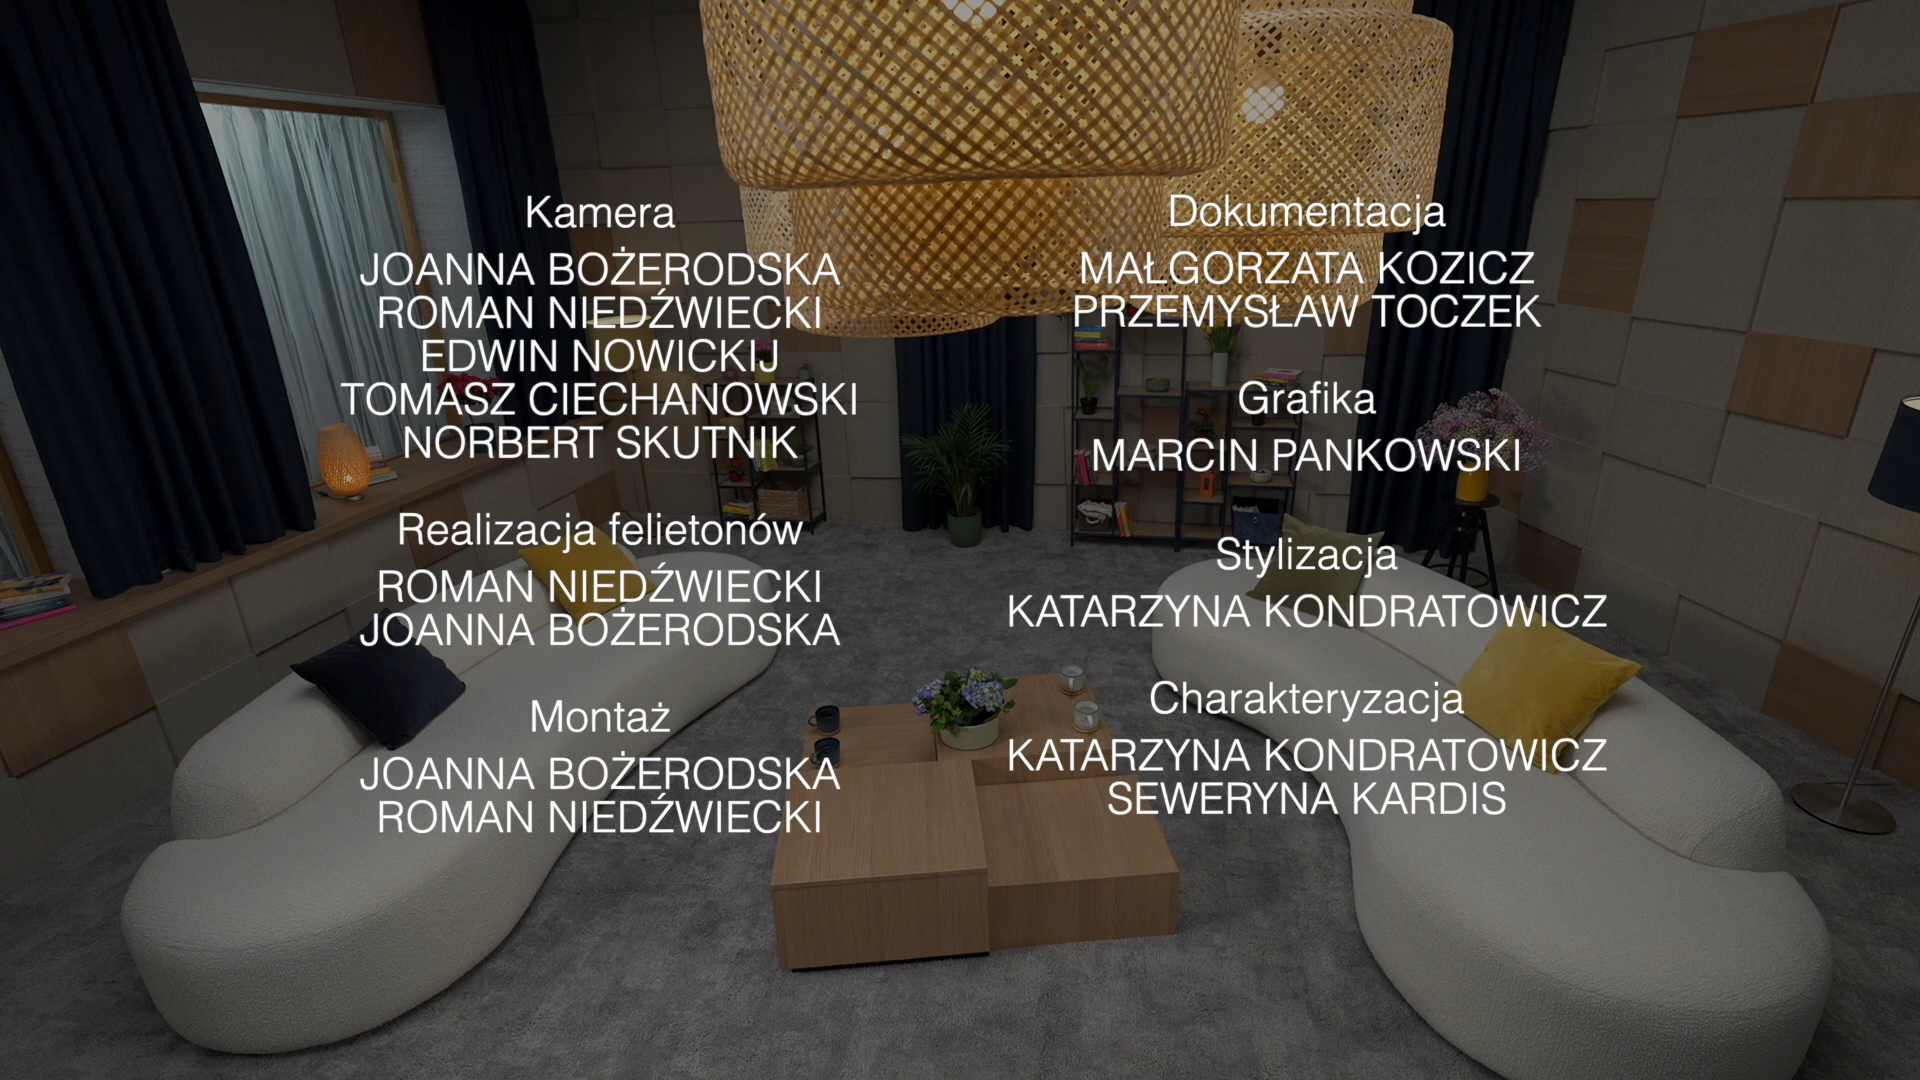 Kamera
JOANNA BOŻERODSKA
ROMAN NIEDŹWIECKI
EDWIN NOWICKIJ
TOMASZ CIECHANOWSKI
NORBERT SKUTNIK
Realizacja felietonów
ROMAN NIEDŹWIECKI
JOANNA BOŻERODSKA
Montaż
JOANNA BOŻERODSKA
ROMAN NIEDŹWIECKI
Dokumentacja
MAŁGORZATA KOZICZ
PRZEMYSŁAW TOCZEK
Grafika
MARCIN PANKOWSKI
Stylizacja
KATARZYNA KONDRATOWICZ
Charakteryzacja
KATARZYNA KONDRATOWICZ
SEWERYNA KARDIS